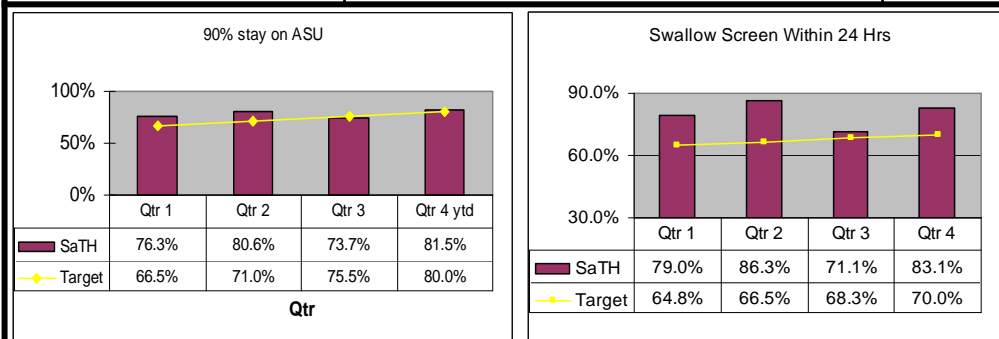 90% stay on ASU
100%
50%
0%
Qtr 1 Qtr 2 Qtr 3 Qtr 4 ytd
SaTH 76.3% 80.6% 73.7% 81.5%
Target 66.5% 71.0% 75.5% 80.0%
Qtr
Swallow Screen Within 24 Hrs
90.0%
60.0%
30.0%
Qtr 1 Qtr 2 Qtr 3 Qtr 4
SaTH 79.0% 86.3% 71.1% 83.1%
Target 64.8% 66.5% 68.3% 70.0%